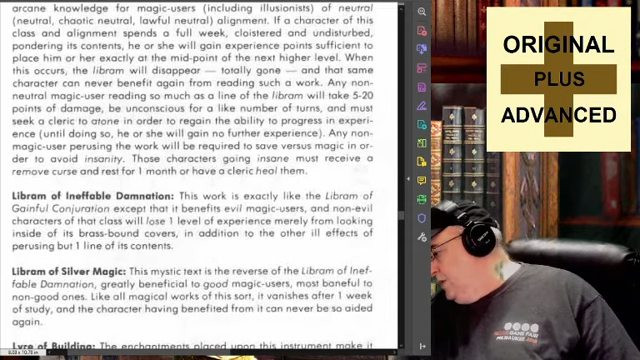 arcane knowledge for magic-users (including illusionists) of neutral
(neutral, chaotic neutral, lawful neutral) alignment. If a character of this
class and alignment spends a full week, cloistered and undisturbed,
pondering its contents, he or she will gain experience points sufficient to
place him or her exactly at the mid-point of the next higher level. When
this occurs, the libram will disappear — totally gone — and that same
character can never benefit again from reading such a work. Any non-
neutral magic-user reading so much as a line of the libram will take 5-20
points of damage, be unconscious for a like number of turns, and must
seek a cleric to atone in order to regain the ability to progress in experi-
ence (until doing so, he or she will gain no further experience). Any non-
magic-user perusing the work will be required to save versus magic in or-
der to avoid insanity. Those characters going insane must receive a
remove curse and rest for 1 month or have a cleric heal them.
Libram of Ineffable Damnation: This work is exactly like the Libram of
Gainful Conjuration except that it benefits evil magic-users, and non-evil
characters of that class will lose 1 level of experience merely from looking
inside of its brass-bound covers, in addition to the other ill effects of
perusing but 1 line of its contents.
Libram of Silver Magic: This mystic text is the reverse of the Libram of Inef-
fable Damnation, greatly beneficial to good magic-users, most baneful to
non-good ones. Like all magical works of this sort, it vanishes after 1 week
of study, and the character having benefited from it can never be so aided
again.
Lyre of Building: The enchantments placed upon this instrument make it
ORIGINAL
PLUS
ADVANCED